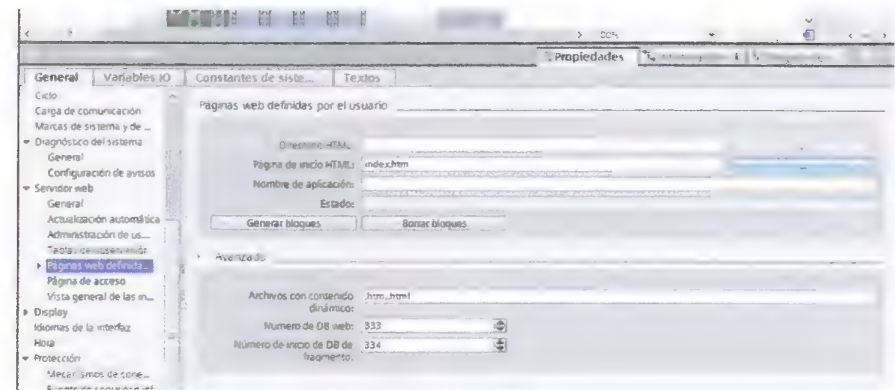 Propiedades
General Variables IO Constantes de siste... Textos
Ciclo
Carga de comunicación
Marcas de sistema y de ...
Diagnóstico del sistema
General
Configuración de avisos
Servidor web
General
Actualización automática
Administración de us...
Páginas web definida...
Página de acceso
Vista general de las in...
Display
Idiomas de la interfaz
Hora
Protección
Páginas web definidas por el usuario
Directorio HTML:
Página de inicio HTML: index.htm
Nombre de aplicación:
Estado:
Generar bloques Borrar bloques
Avanzado
Archivos con contenido dinámico: .htm,.html
Número de DB web: 333
Número de inicio de DB de fragmento: 334